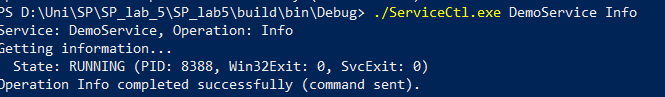 PS D:\Uni\SP\SP_lab_5\SP_lab5\build\bin\Debug> ./ServiceCtl.exe DemoService Info
Service: DemoService, Operation: Info
Getting information...
  State: RUNNING (PID: 8388, Win32Exit: 0, SvcExit: 0)
Operation Info completed successfully (command sent).